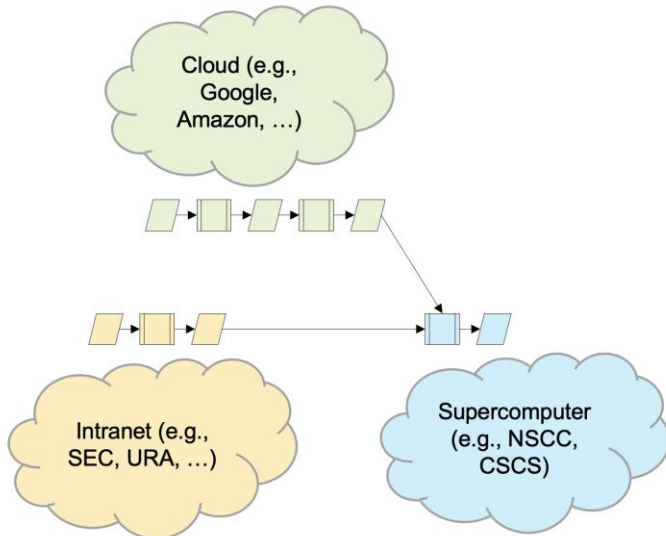 Cloud (e.g.,
Google,
Amazon, …)
Intranet (e.g.,
SEC, URA, …)
Supercomputer
(e.g., NSCC,
CSCS)